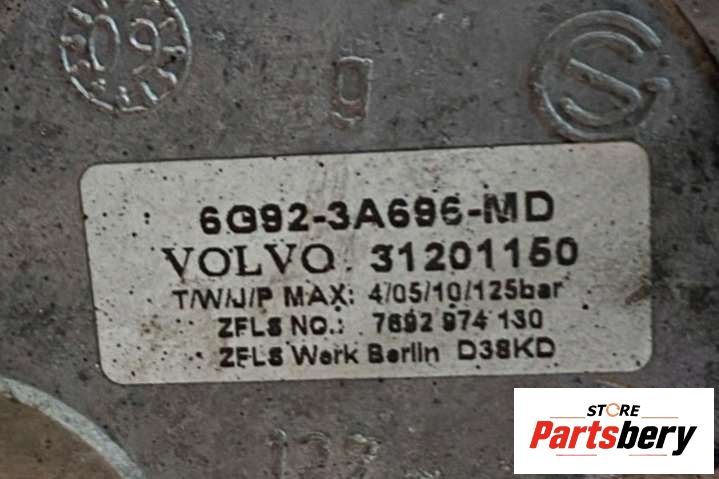 09
g
6G92-3A696-MD
VOLVO 31201150
T/W/J/P MAX: 4/05/10/125bar
ZFLS NO.: 7692 974 130
ZFLS Werk Berlin D38KD
STORE
Partsbery